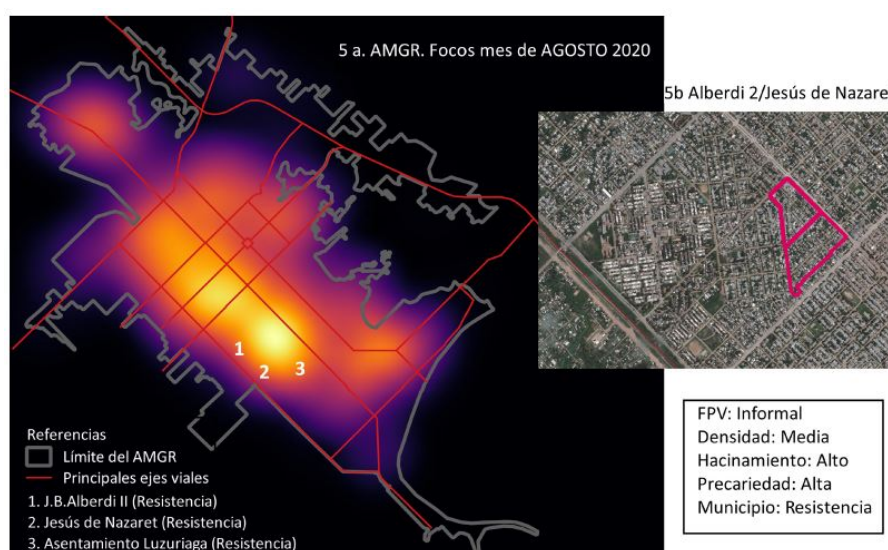 5 a. AMGR. Focos mes de AGOSTO 2020
5b Alberdi 2/Jesús de Nazare
1
2
3
Referencias
Límite del AMGR
Principales ejes viales
1. J.B.Alberdi II (Resistencia)
2. Jesús de Nazaret (Resistencia)
3. Asentamiento Luzuriaga (Resistencia)
FPV: Informal
Densidad: Media
Hacinamiento: Alto
Precariedad: Alta
Municipio: Resistencia